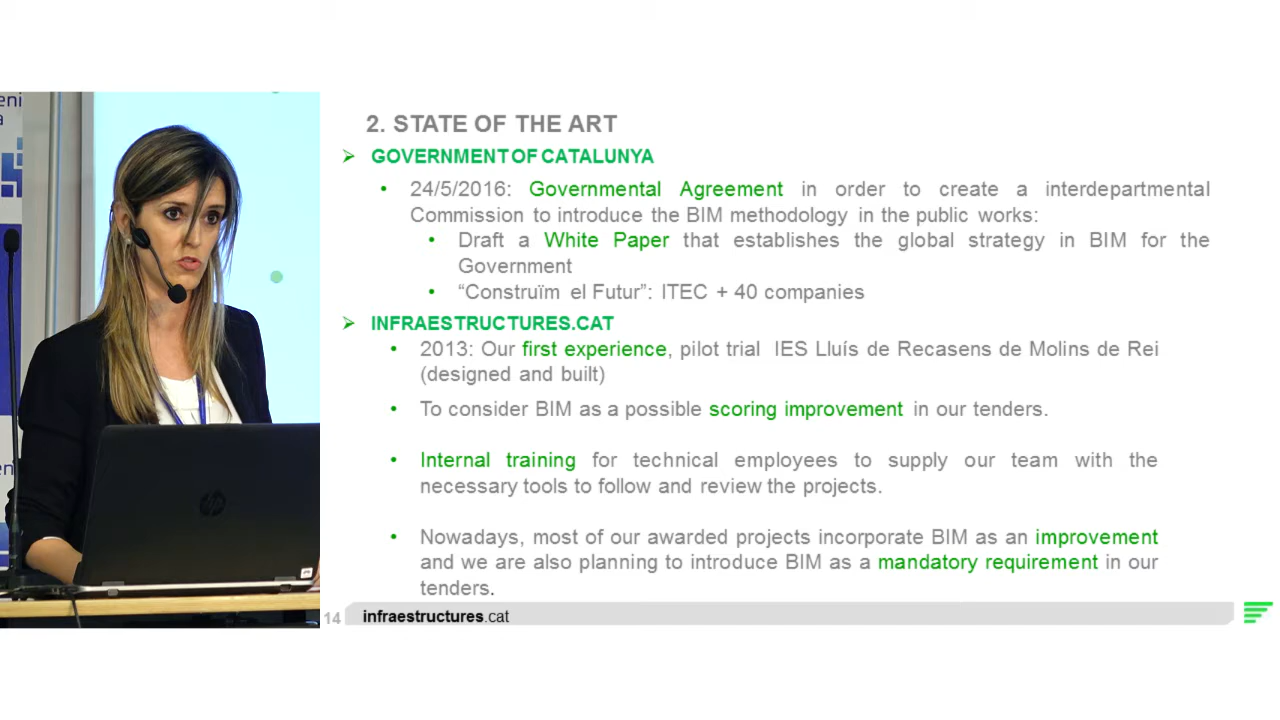 eni
a
en
2. STATE OF THE ART
GOVERNMENT OF CATALUNYA
24/5/2016: Governmental Agreement in order to create a interdepartmental
Commission to introduce the BIM methodology in the public works:
Draft a White Paper that establishes the global strategy in BIM for the
Government
“Construïm el Futur”: ITEC + 40 companies
INFRAESTRUCTURES.CAT
2013: Our first experience, pilot trial IES Lluís de Recasens de Molins de Rei
(designed and built)
To consider BIM as a possible scoring improvement in our tenders.
Internal training for technical employees to supply our team with the
necessary tools to follow and review the projects.
Nowadays, most of our awarded projects incorporate BIM as an improvement
and we are also planning to introduce BIM as a mandatory requirement in our
tenders.
14 infraestructures.cat
hp